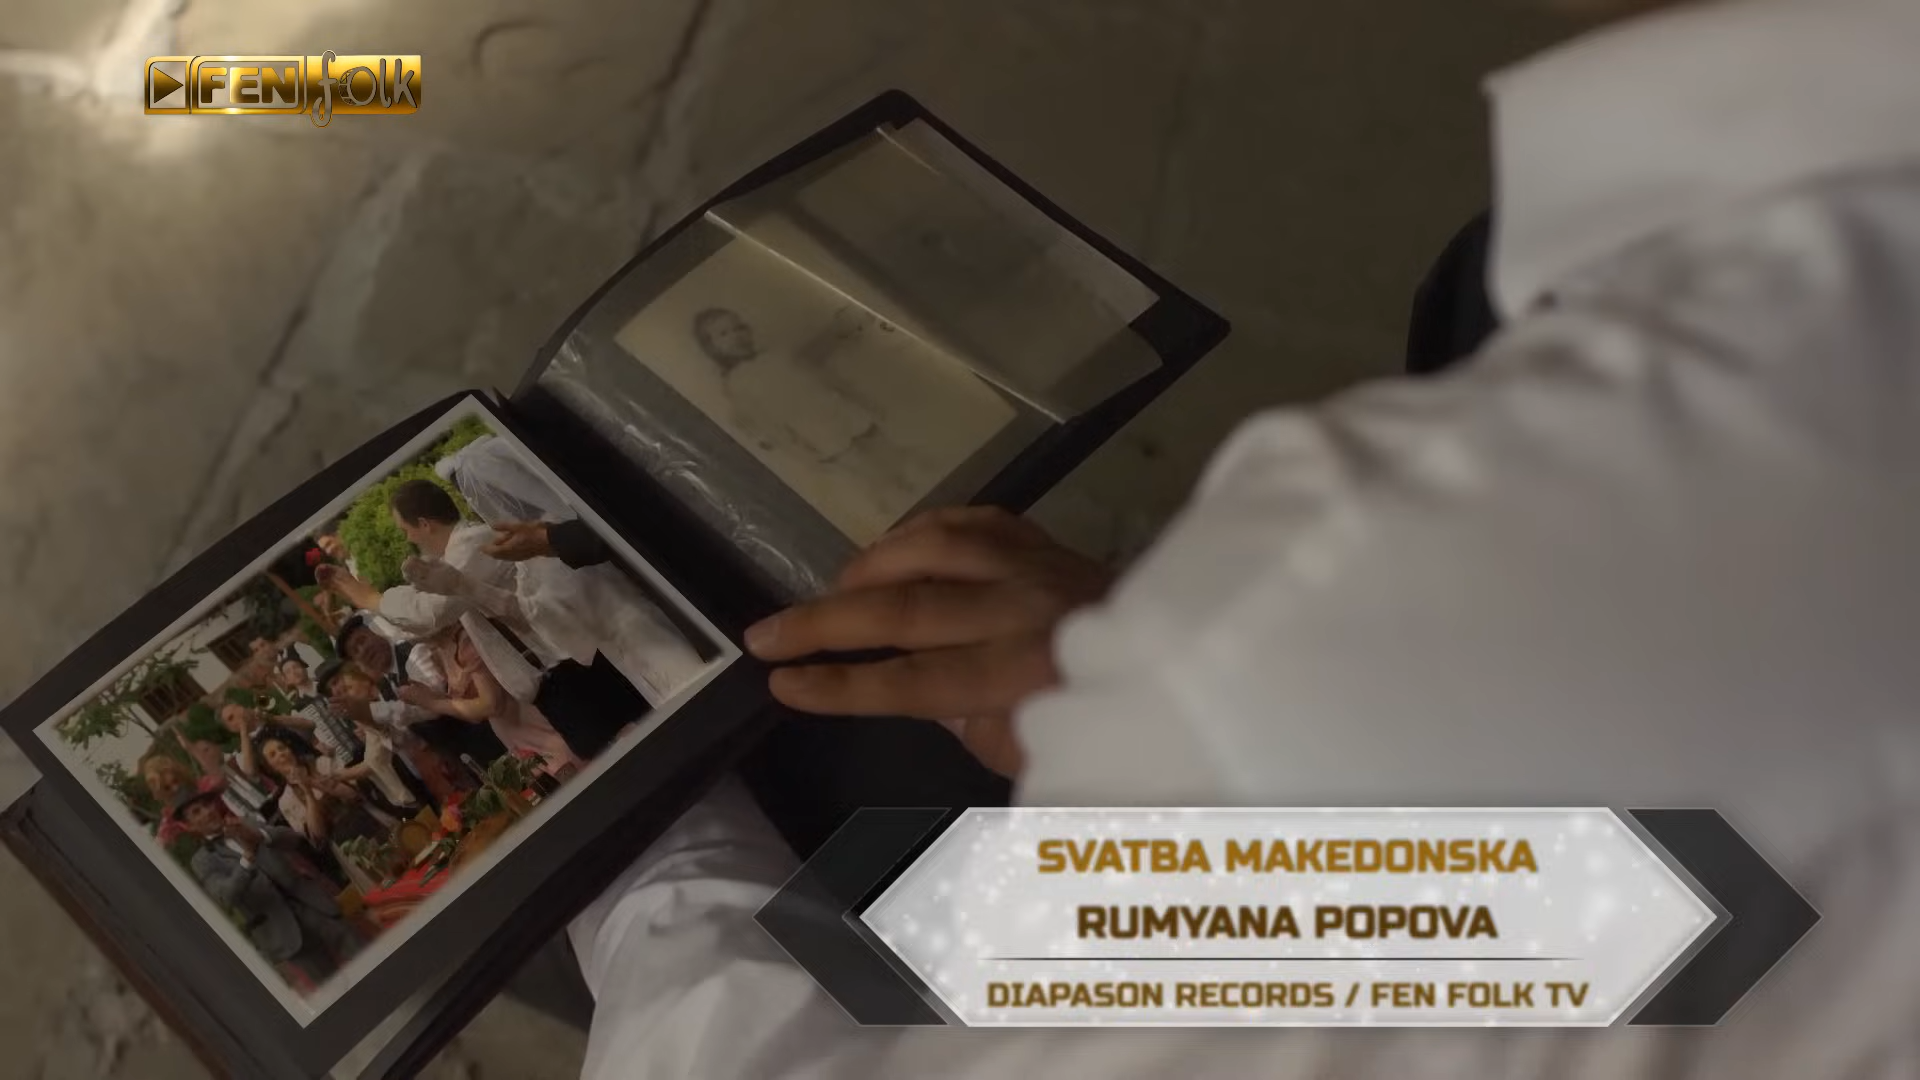 FEN folk
SVATBA MAKEDONSKA
RUMYANA POPOVA
DIAPASON RECORDS / FEN FOLK TV